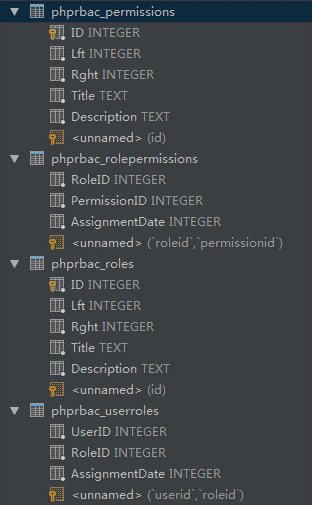 phprbac_permissions
ID INTEGER
Lft INTEGER
Rght INTEGER
Title TEXT
Description TEXT
<unnamed> (id)
phprbac_rolepermissions
RoleID INTEGER
PermissionID INTEGER
AssignmentDate INTEGER
<unnamed> (`roleid`,`permissionid`)
phprbac_roles
ID INTEGER
Lft INTEGER
Rght INTEGER
Title TEXT
Description TEXT
<unnamed> (id)
phprbac_userroles
UserID INTEGER
RoleID INTEGER
AssignmentDate INTEGER
<unnamed> (`userid`,`roleid`)